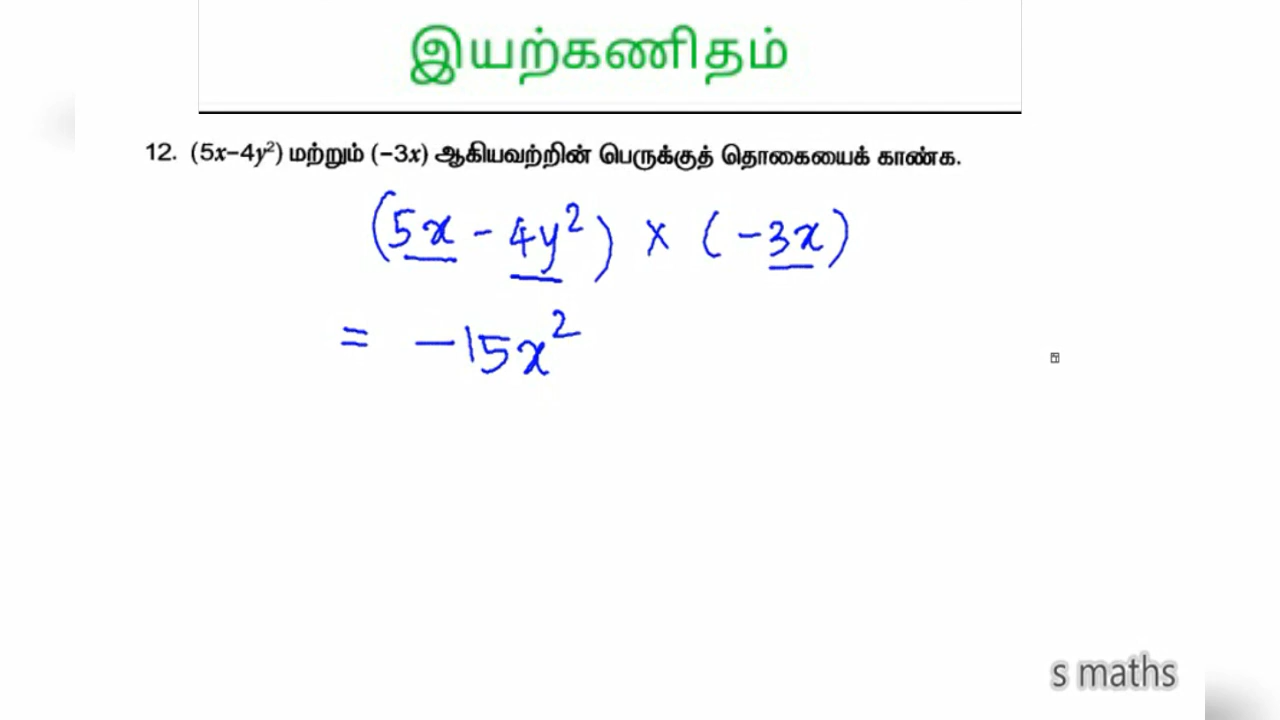 இயற்கணிதம்
12. (5x−4y²) மற்றும் (−3x) ஆகியவற்றின் பெருக்குத் தொகையைக் காண்க.
(5x - 4y²) × (-3x)
= -15x²
s maths